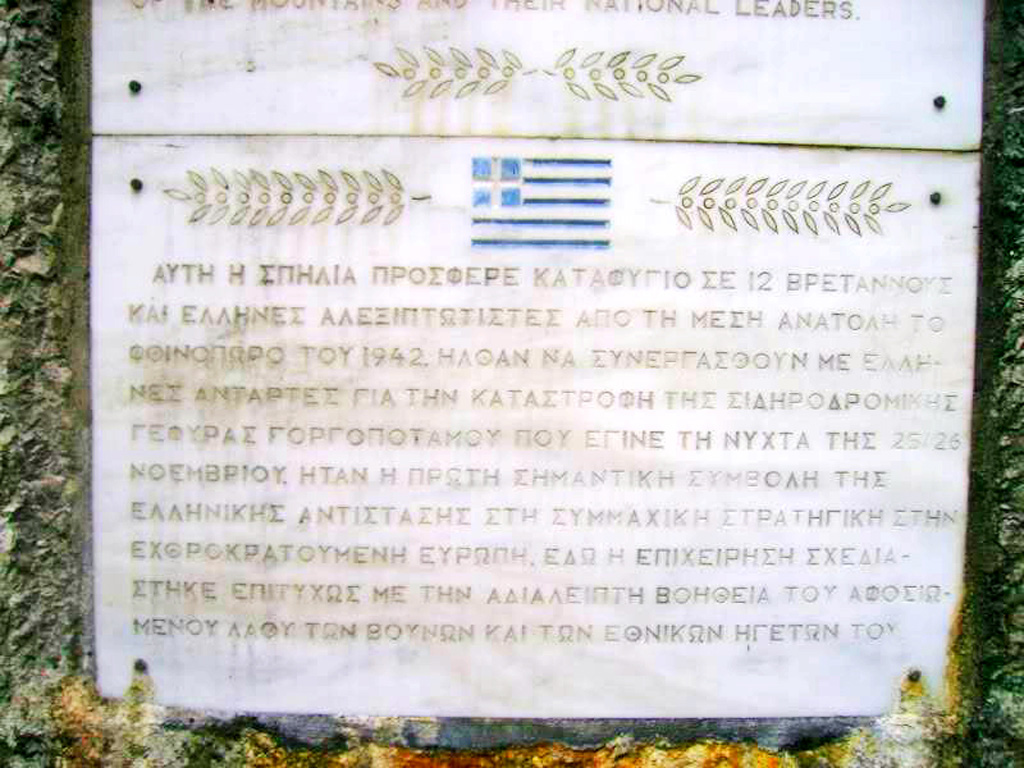 OF THE MOUNTAINS AND THEIR NATIONAL LEADERS.
ΑΥΤΗ Η ΣΠΗΛΙΑ ΠΡΟΣΦΕΡΕ ΚΑΤΑΦΥΓΙΟ ΣΕ 12 ΒΡΕΤΑΝΝΟΥΣ
ΚΑΙ ΕΛΛΗΝΕΣ ΑΛΕΞΙΠΤΩΤΙΣΤΕΣ ΑΠΟ ΤΗ ΜΕΣΗ ΑΝΑΤΟΛΗ ΤΟ
ΦΘΙΝΟΠΩΡΟ ΤΟΥ 1942. ΗΛΘΑΝ ΝΑ ΣΥΝΕΡΓΑΣΘΟΥΝ ΜΕ ΕΛΛΗ-
ΝΕΣ ΑΝΤΑΡΤΕΣ ΓΙΑ ΤΗΝ ΚΑΤΑΣΤΡΟΦΗ ΤΗΣ ΣΙΔΗΡΟΔΡΟΜΙΚΗΣ
ΓΕΦΥΡΑΣ ΓΟΡΓΟΠΟΤΑΜΟΥ ΠΟΥ ΕΓΙΝΕ ΤΗ ΝΥΧΤΑ ΤΗΣ 25/26
ΝΟΕΜΒΡΙΟΥ. ΗΤΑΝ Η ΠΡΩΤΗ ΣΗΜΑΝΤΙΚΗ ΣΥΜΒΟΛΗ ΤΗΣ
ΕΛΛΗΝΙΚΗΣ ΑΝΤΙΣΤΑΣΗΣ ΣΤΗ ΣΥΜΜΑΧΙΚΗ ΣΤΡΑΤΗΓΙΚΗ ΣΤΗΝ
ΕΧΘΡΟΚΡΑΤΟΥΜΕΝΗ ΕΥΡΩΠΗ. ΕΔΩ Η ΕΠΙΧΕΙΡΗΣΗ ΣΧΕΔΙΑ-
ΣΤΗΚΕ ΕΠΙΤΥΧΩΣ ΜΕ ΤΗΝ ΑΔΙΑΛΕΙΠΤΗ ΒΟΗΘΕΙΑ ΤΟΥ ΑΦΟΣΙΩ-
ΜΕΝΟΥ ΛΑΟΥ ΤΩΝ ΒΟΥΝΩΝ ΚΑΙ ΤΩΝ ΕΘΝΙΚΩΝ ΗΓΕΤΩΝ ΤΟΥ